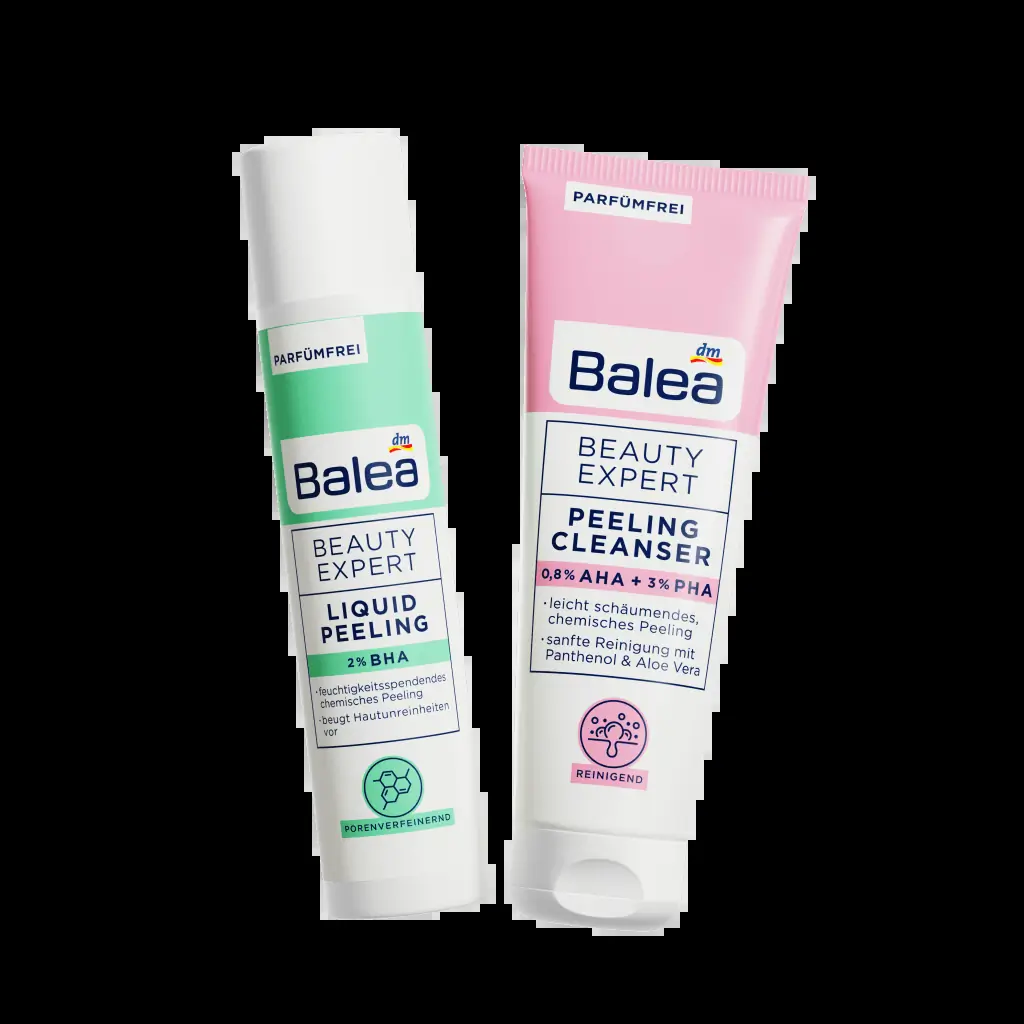 PARFÜMFREI
dm
Balea
BEAUTY
EXPERT
LIQUID
PEELING
2% BHA
·feuchtigkeitsspendendes
chemisches Peeling
·beugt Hautunreinheiten
vor
PORENVERFEINERND
PARFÜMFREI
dm
Balea
BEAUTY
EXPERT
PEELING
CLEANSER
0,8% AHA + 3% PHA
·leicht schäumendes,
chemisches Peeling
·sanfte Reinigung mit
Panthenol & Aloe Vera
REINIGEND